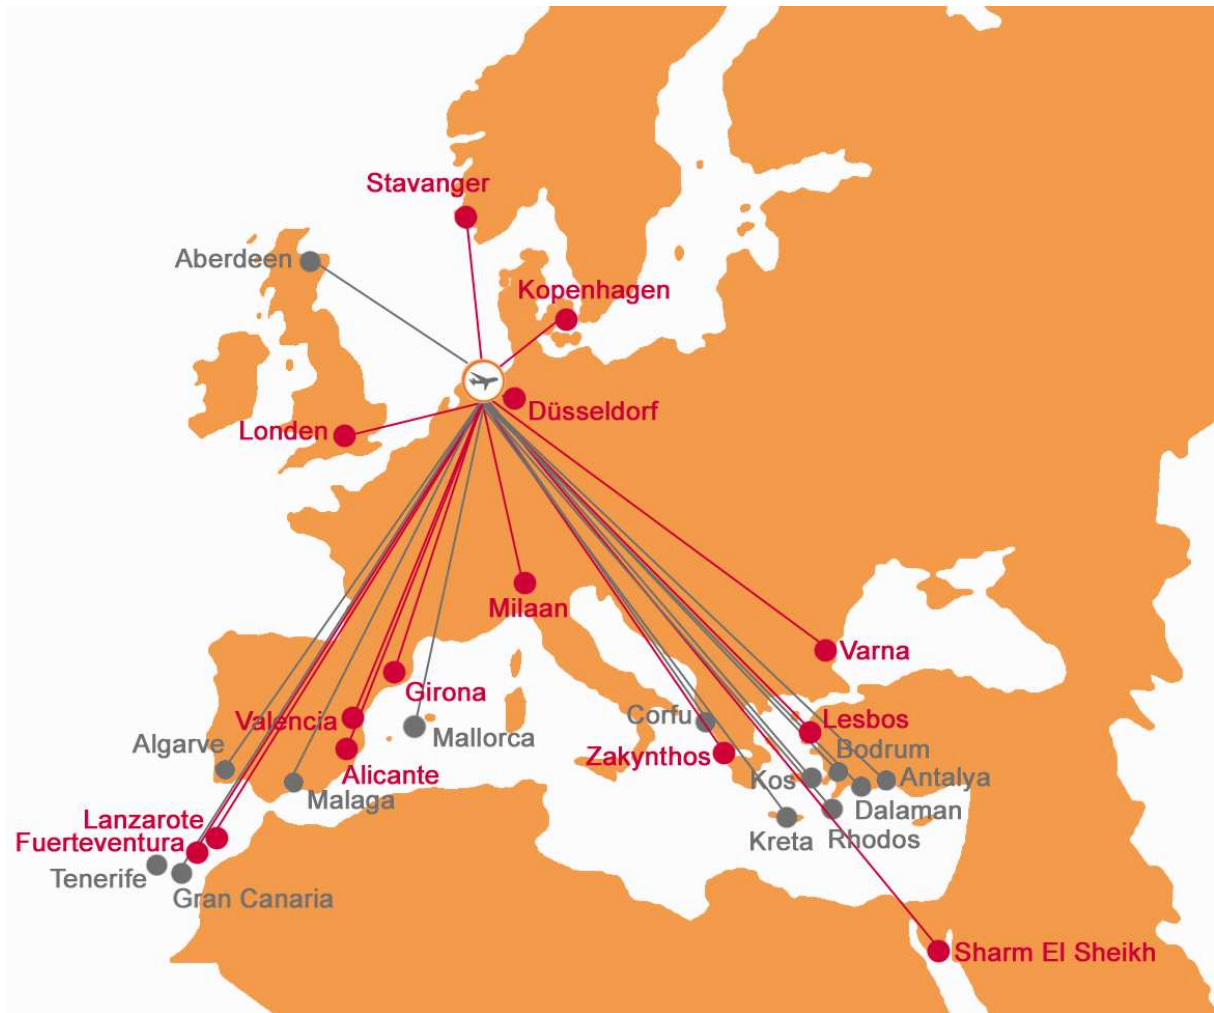 Stavanger
Aberdeen
Kopenhagen
Düsseldorf
Londen
Milaan
Varna
Girona
Valencia
Corfu
Lesbos
Mallorca
Algarve
Zakynthos
Bodrum
Alicante
Kos
Antalya
Malaga
Dalaman
Lanzarote
Rhodos
Kreta
Fuerteventura
Tenerife
Gran Canaria
Sharm El Sheikh